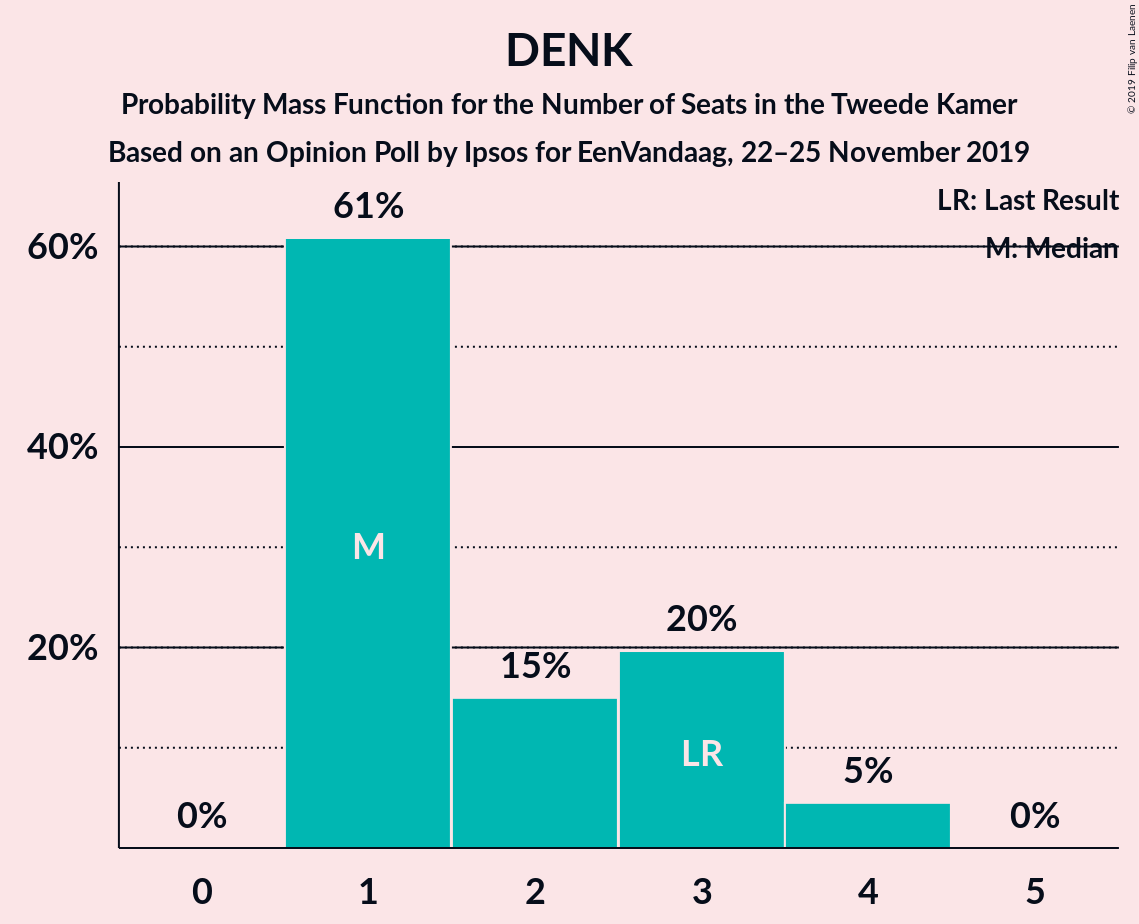 DENK
Probability Mass Function for the Number of Seats in the Tweede Kamer
Based on an Opinion Poll by Ipsos for EenVandaag, 22–25 November 2019
© 2019 Filip van Laenen
LR: Last Result
M: Median
60%
40%
20%
0%
61%
15%
20%
5%
0%
M
LR
0 1 2 3 4 5